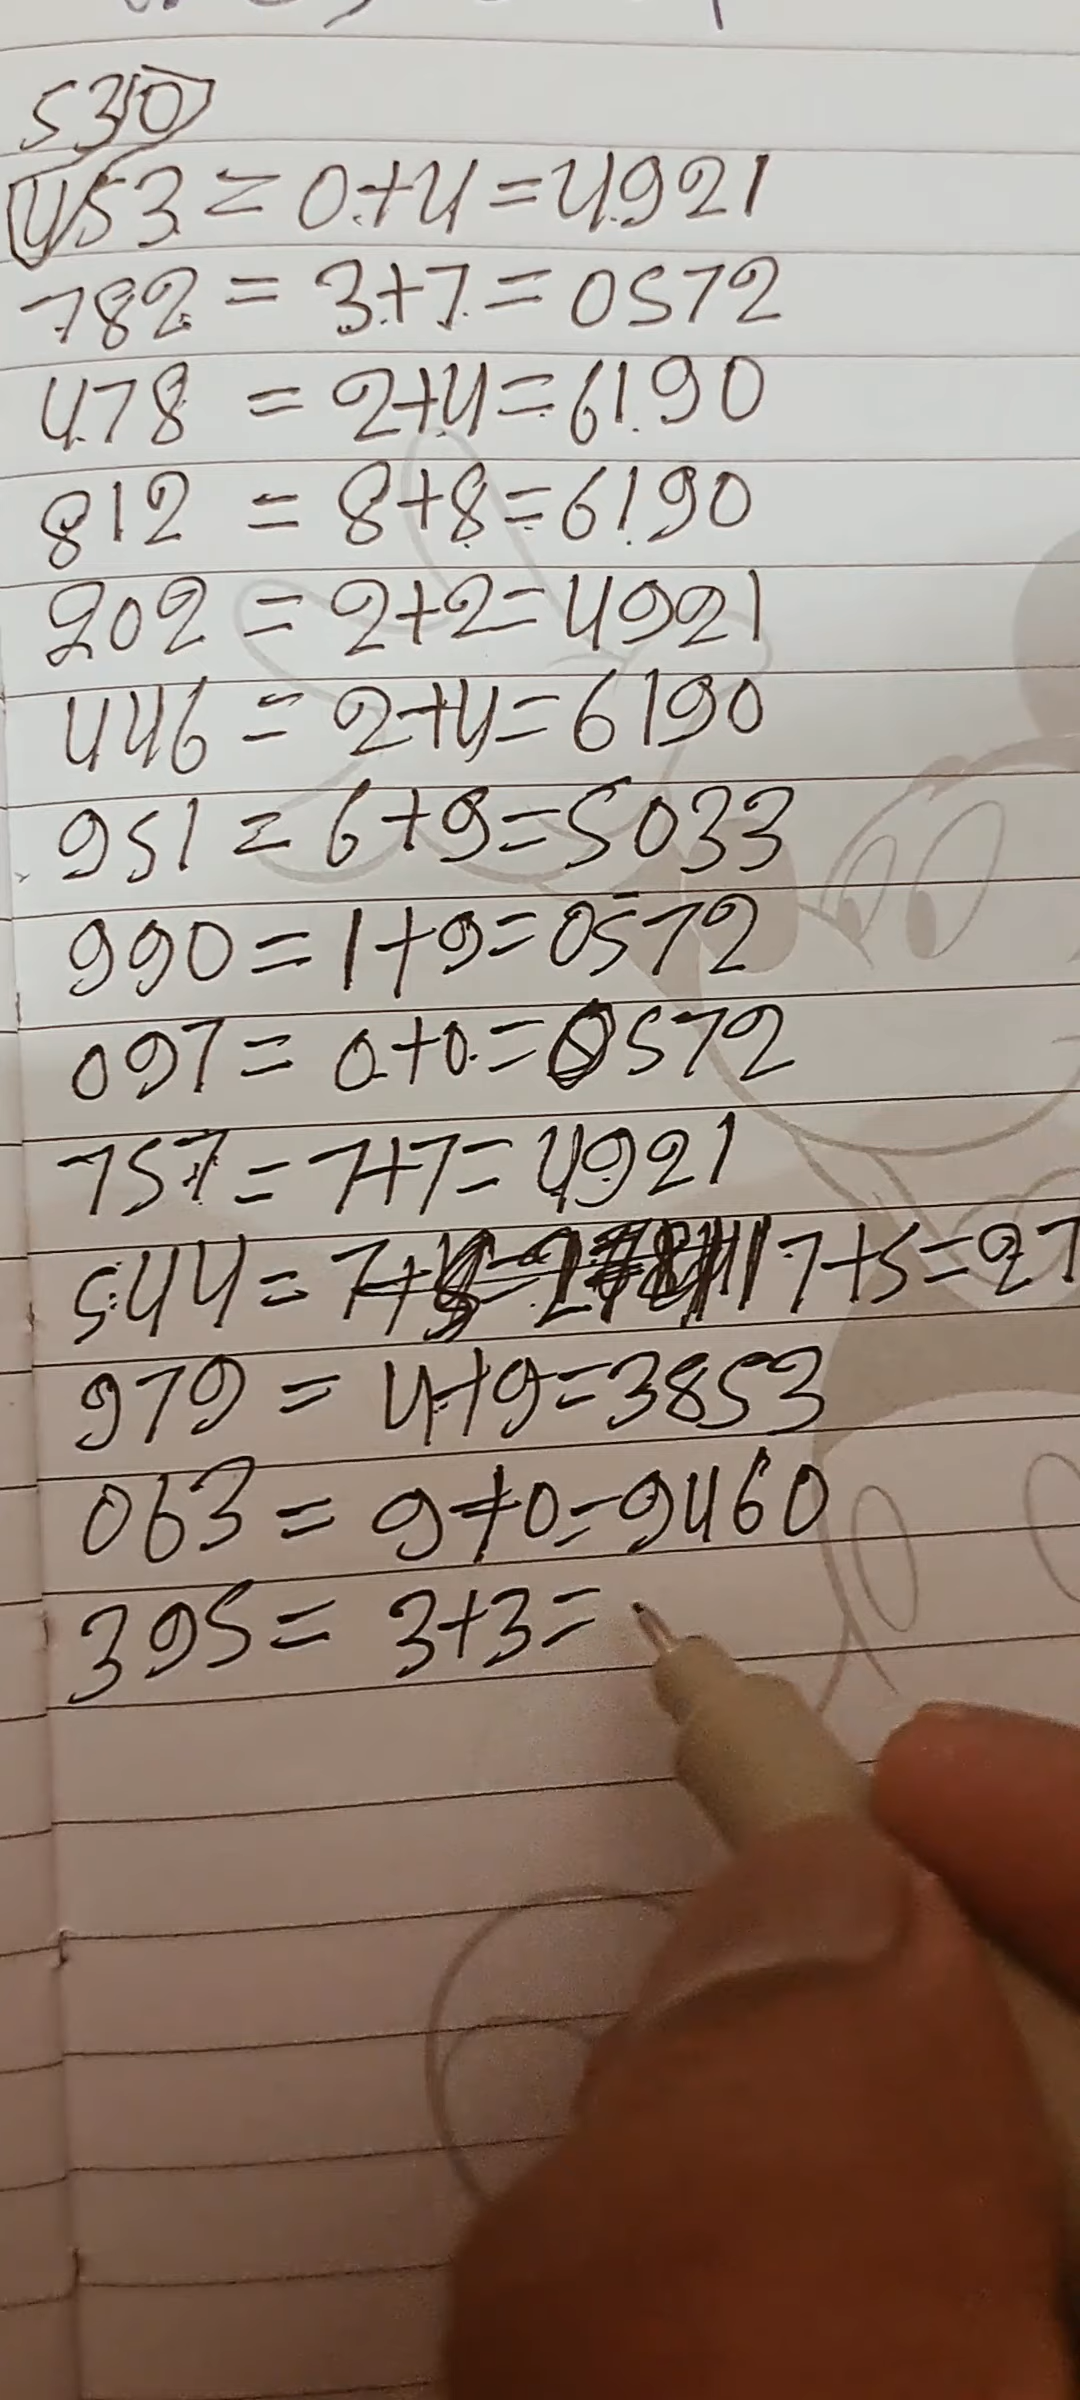 530
453 = 0+4=4921
782 = 3+7=0572
478 = 2+4=6190
812 = 8+8=6190
202 = 2+2=4921
446 = 2+4=6190
951 = 6+9=5033
990 = 1+9=0572
097 = 0+0=0572
757 = 7+7=4921
544 = 7+5=27
979 = 4+9=3853
063 = 9+0=9460
395 = 3+3=